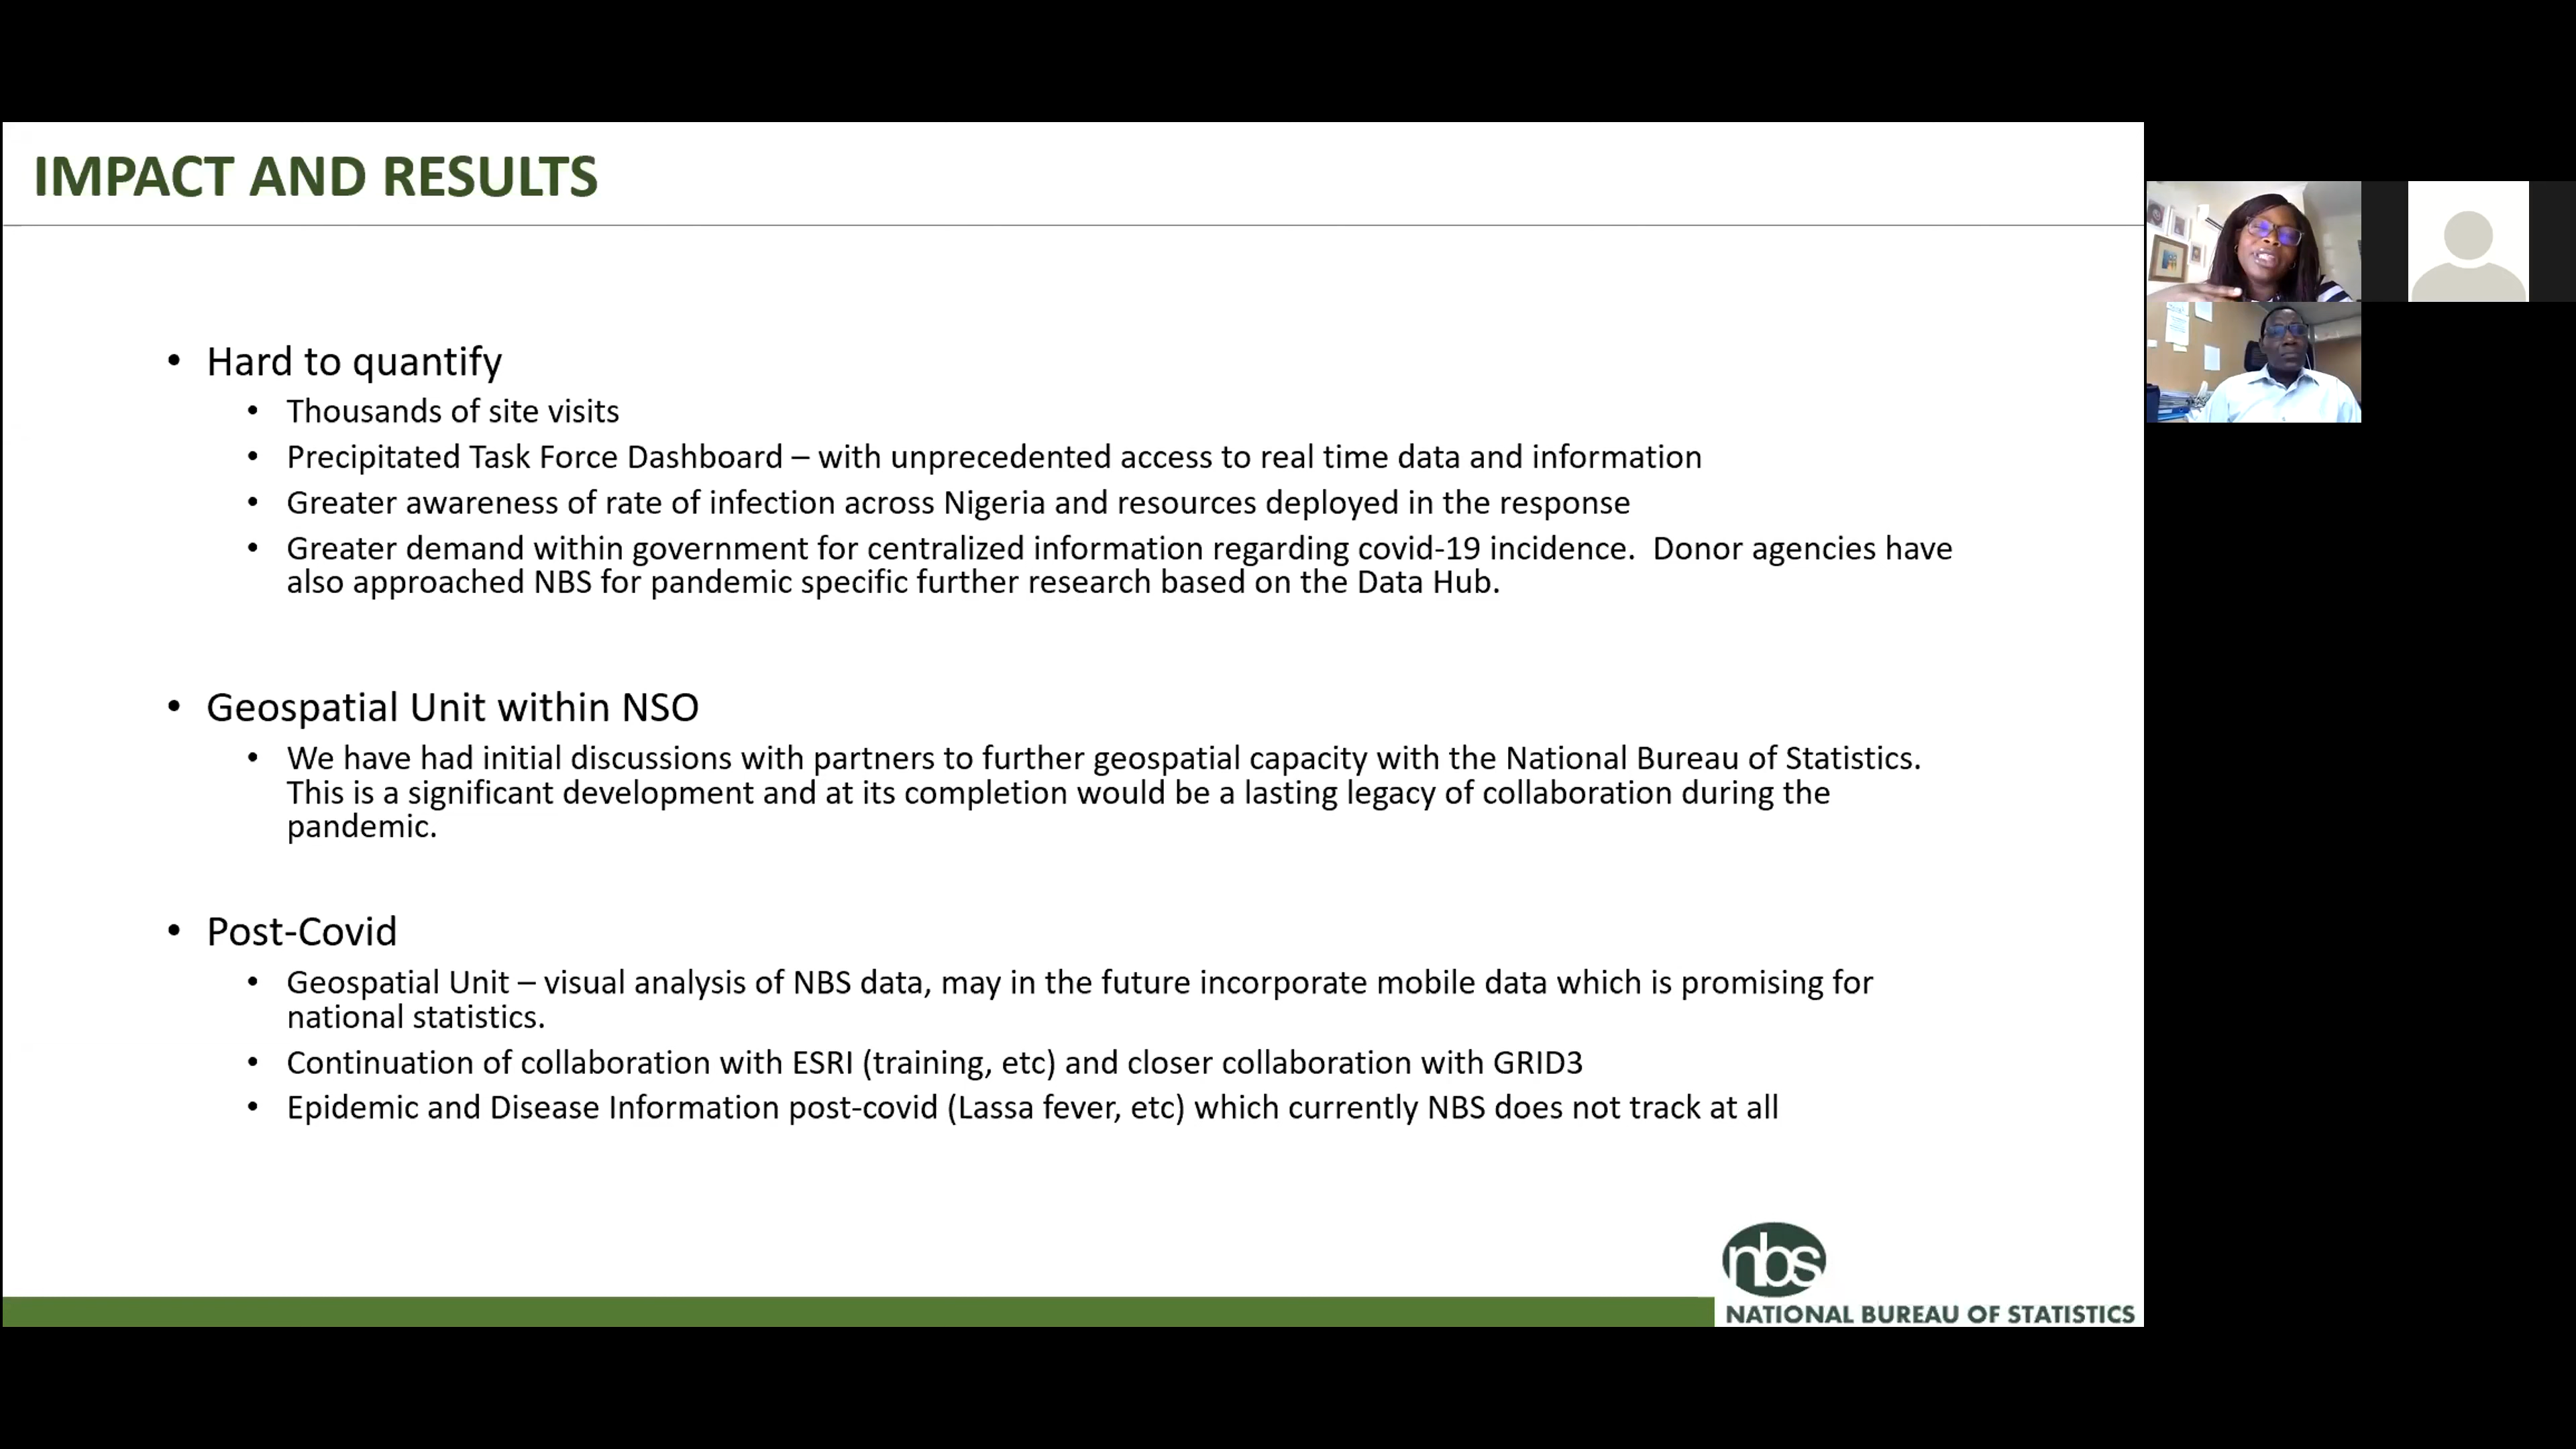 IMPACT AND RESULTS
• Hard to quantify
• Thousands of site visits
• Precipitated Task Force Dashboard – with unprecedented access to real time data and information
• Greater awareness of rate of infection across Nigeria and resources deployed in the response
• Greater demand within government for centralized information regarding covid-19 incidence.  Donor agencies have
also approached NBS for pandemic specific further research based on the Data Hub.
• Geospatial Unit within NSO
• We have had initial discussions with partners to further geospatial capacity with the National Bureau of Statistics.
This is a significant development and at its completion would be a lasting legacy of collaboration during the
pandemic.
• Post-Covid
• Geospatial Unit – visual analysis of NBS data, may in the future incorporate mobile data which is promising for
national statistics.
• Continuation of collaboration with ESRI (training, etc) and closer collaboration with GRID3
• Epidemic and Disease Information post-covid (Lassa fever, etc) which currently NBS does not track at all
nbs
NATIONAL BUREAU OF STATISTICS